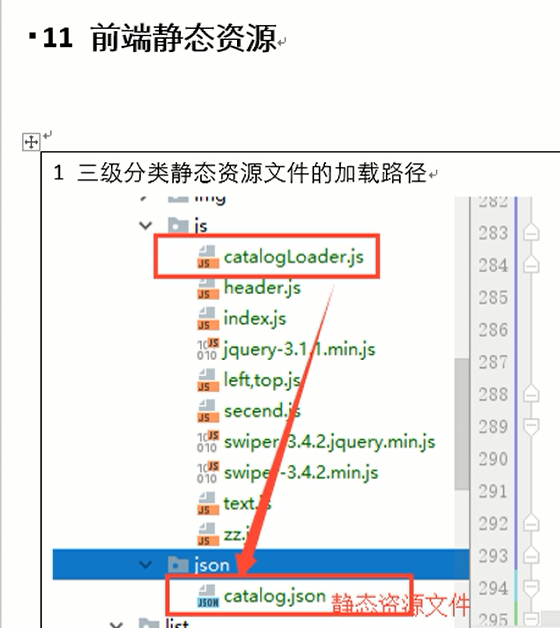 11 前端静态资源
1 三级分类静态资源文件的加载路径
img
282
js
283
catalogLoader.js
284
header.js
285
index.js
286
jquery-3.1.1.min.js
287
left,top.js
288
secend.js
289
swiper-3.4.2.jquery.min.js
290
swiper-3.4.2.min.js
291
text.js
292
zz.js
293
json
294
catalog.json 静态资源文件
295
list